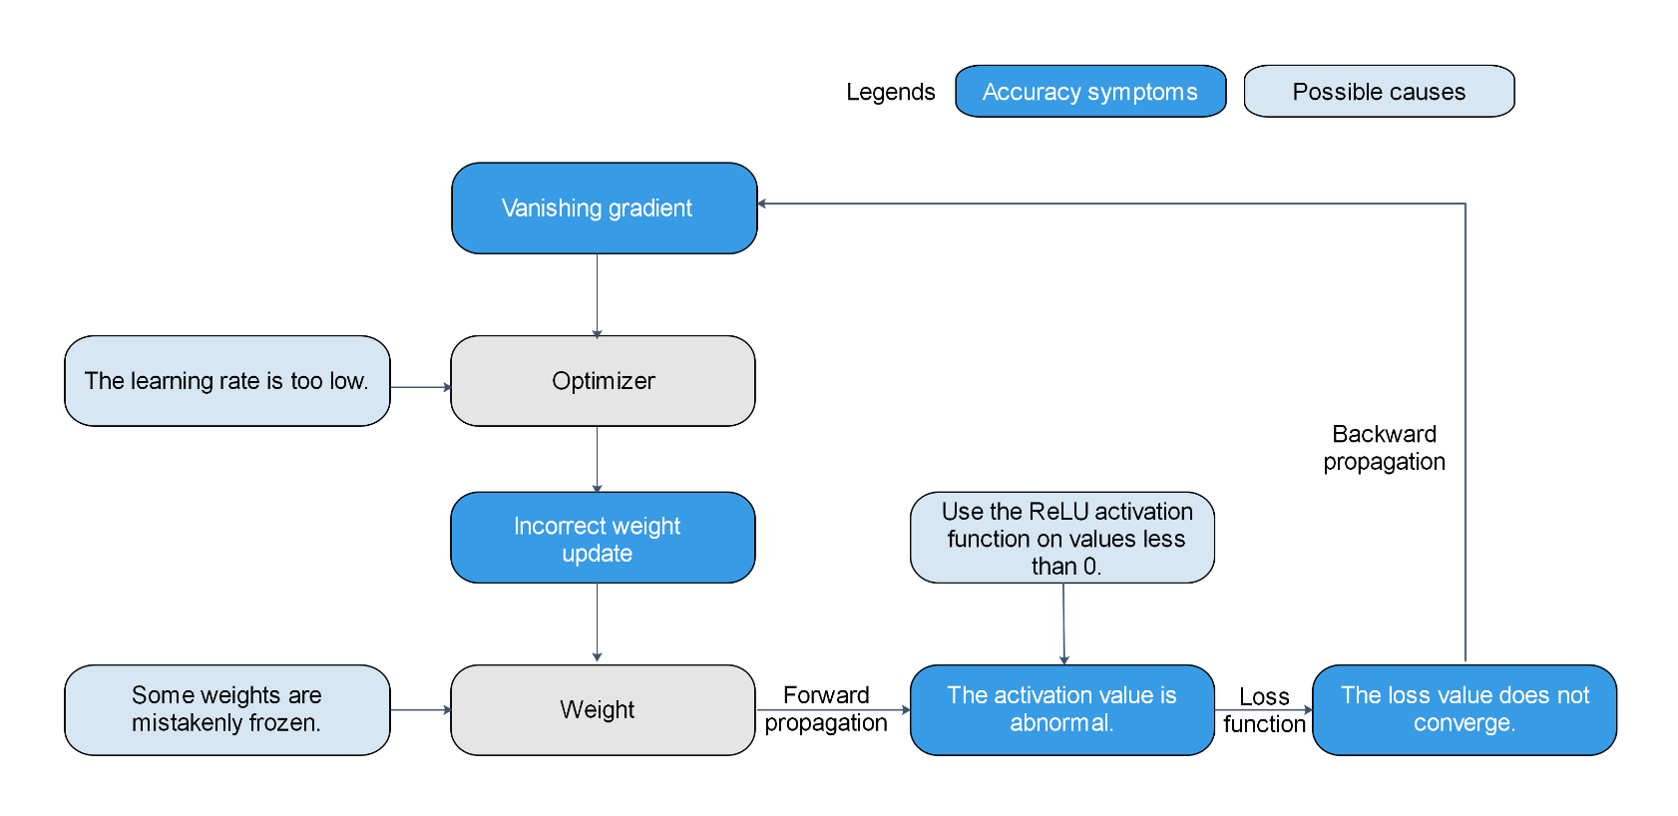 Legends
Accuracy symptoms
Possible causes
Vanishing gradient
The learning rate is too low.
Optimizer
Backward
propagation
Incorrect weight
update
Use the ReLU activation
function on values less
than 0.
Some weights are
mistakenly frozen.
Weight
Forward
propagation
The activation value is
abnormal.
Loss
function
The loss value does not
converge.